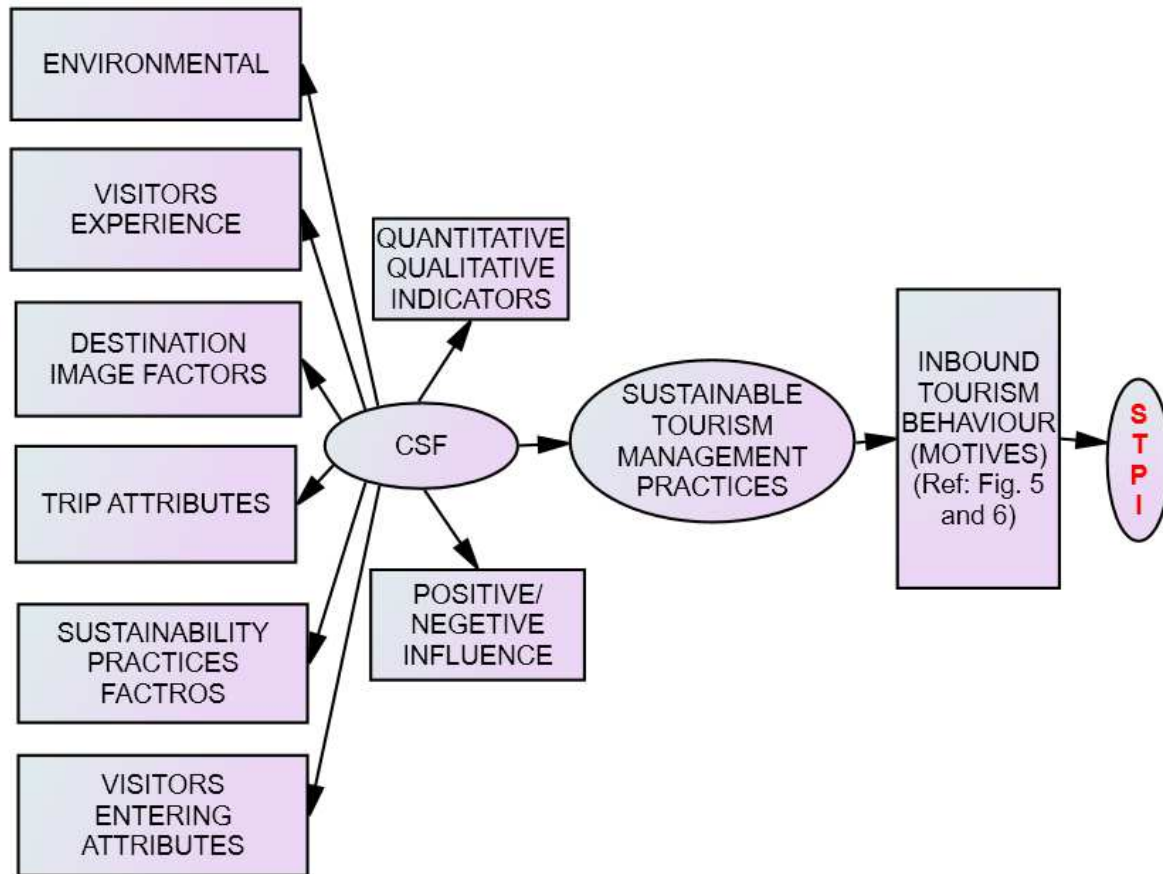 ENVIRONMENTAL
VISITORS
EXPERIENCE
DESTINATION
IMAGE FACTORS
TRIP ATTRIBUTES
SUSTAINABILITY
PRACTICES
FACTROS
VISITORS
ENTERING
ATTRIBUTES
QUANTITATIVE
QUALITATIVE
INDICATORS
CSF
POSITIVE/
NEGETIVE
INFLUENCE
SUSTAINABLE
TOURISM
MANAGEMENT
PRACTICES
INBOUND
TOURISM
BEHAVIOUR
(MOTIVES)
(Ref: Fig. 5
and 6)
S
T
P
I